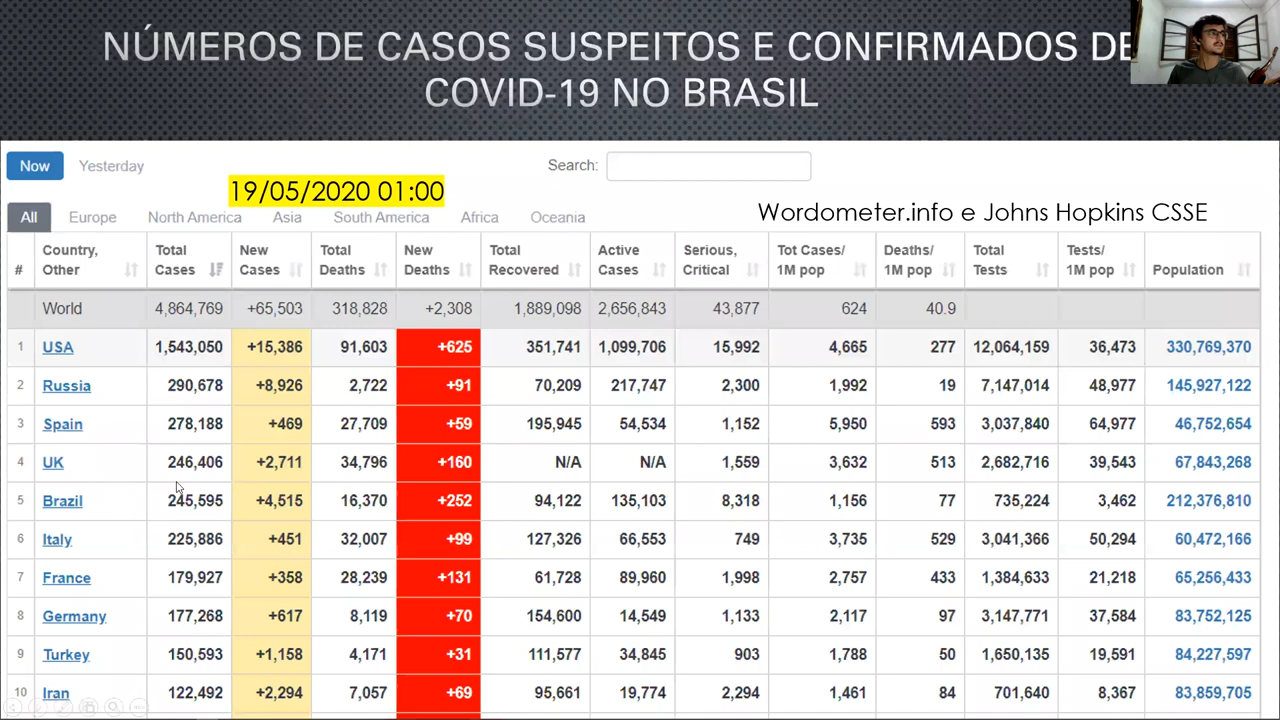 NÚMEROS DE CASOS SUSPEITOS E CONFIRMADOS DE
COVID-19 NO BRASIL
Now Yesterday Search:
19/05/2020 01:00
All Europe North America Asia South America Africa Oceania
Wordometer.info e Johns Hopkins CSSE
# Country, Other Total Cases New Cases Total Deaths New Deaths Total Recovered Active Cases Serious, Critical Tot Cases/ 1M pop Deaths/ 1M pop Total Tests Tests/ 1M pop Population
World 4,864,769 +65,503 318,828 +2,308 1,889,098 2,656,843 43,877 624 40.9
1 USA 1,543,050 +15,386 91,603 +625 351,741 1,099,706 15,992 4,665 277 12,064,159 36,473 330,769,370
2 Russia 290,678 +8,926 2,722 +91 70,209 217,747 2,300 1,992 19 7,147,014 48,977 145,927,122
3 Spain 278,188 +469 27,709 +59 195,945 54,534 1,152 5,950 593 3,037,840 64,977 46,752,654
4 UK 246,406 +2,711 34,796 +160 N/A N/A 1,559 3,632 513 2,682,716 39,543 67,843,268
5 Brazil 245,595 +4,515 16,370 +252 94,122 135,103 8,318 1,156 77 735,224 3,462 212,376,810
6 Italy 225,886 +451 32,007 +99 127,326 66,553 749 3,735 529 3,041,366 50,294 60,472,166
7 France 179,927 +358 28,239 +131 61,728 89,960 1,998 2,757 433 1,384,633 21,218 65,256,433
8 Germany 177,268 +617 8,119 +70 154,600 14,549 1,133 2,117 97 3,147,771 37,584 83,752,125
9 Turkey 150,593 +1,158 4,171 +31 111,577 34,845 903 1,788 50 1,650,135 19,591 84,227,597
10 Iran 122,492 +2,294 7,057 +69 95,661 19,774 2,294 1,461 84 701,640 8,367 83,859,705